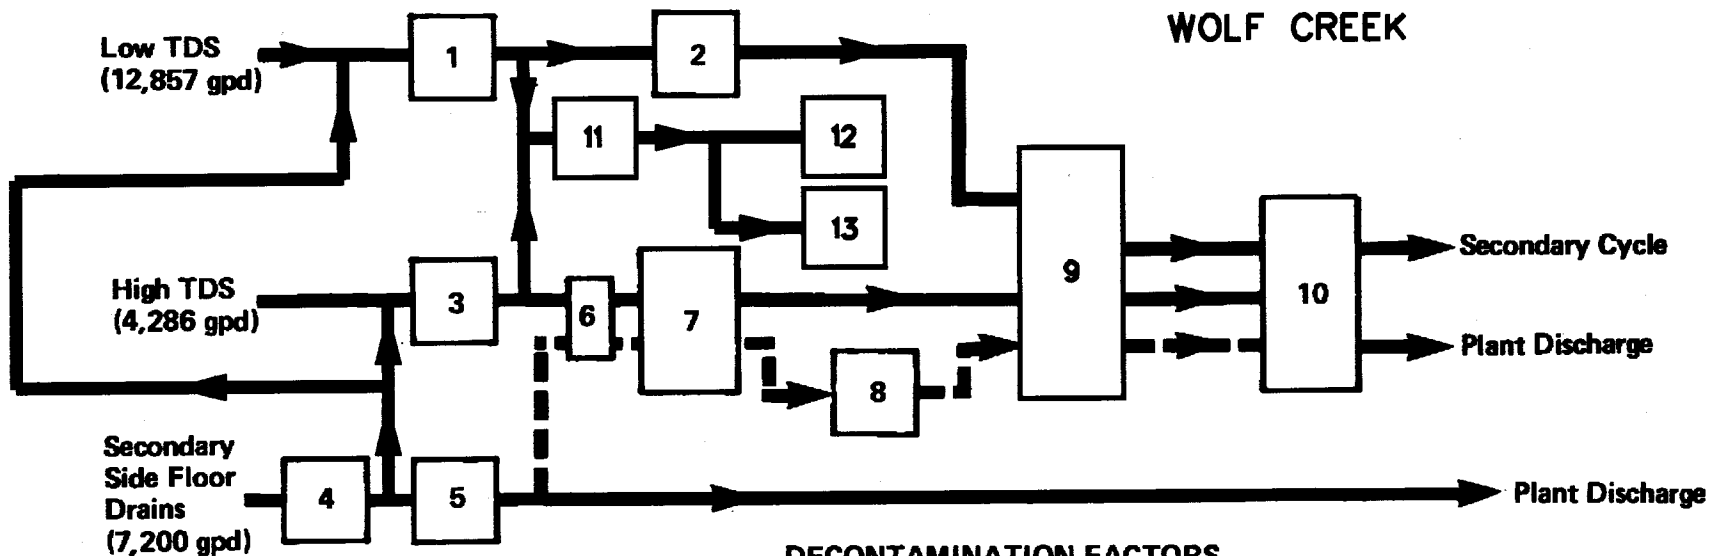 WOLF CREEK
Low TDS
(12,857 gpd)
1
2
11
12
13
High TDS
(4,286 gpd)
3
6
7
8
9
10
Secondary Cycle
Plant Discharge
Secondary
Side Floor
Drains
(7,200 gpd)
4
5
Plant Discharge
DECONTAMINATION FACTORS